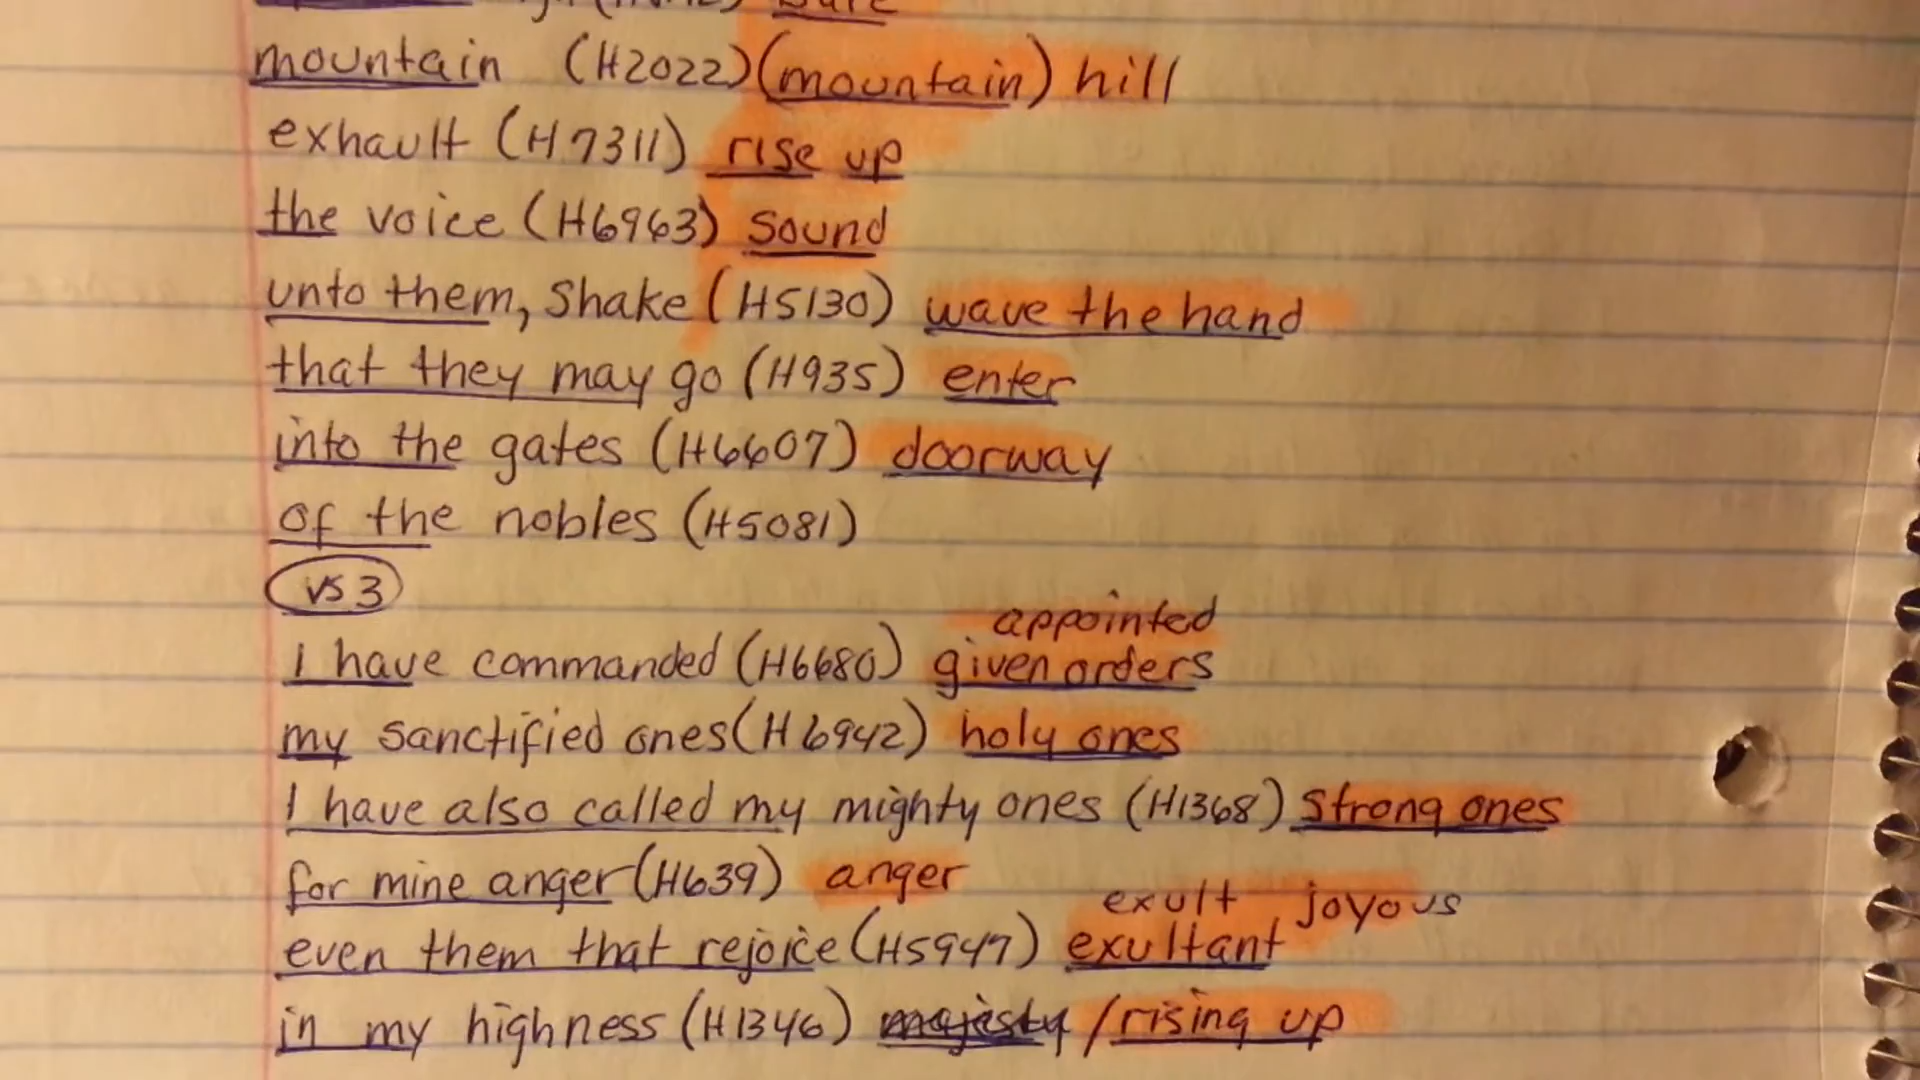 mountain (H2022) (mountain) hill
exhault (H7311) rise up
the voice (H6963) sound
unto them, shake (H5130) wave the hand
that they may go (H935) enter
into the gates (H6607) doorway
of the nobles (H5081)
vs 3
appointed
I have commanded (H6680) given orders
my sanctified ones (H6942) holy ones
I have also called my mighty ones (H1368) strong ones
for mine anger (H639) anger
exult joyous
even them that rejoice (H5947) exultant
in my highness (H1346) majesty / rising up